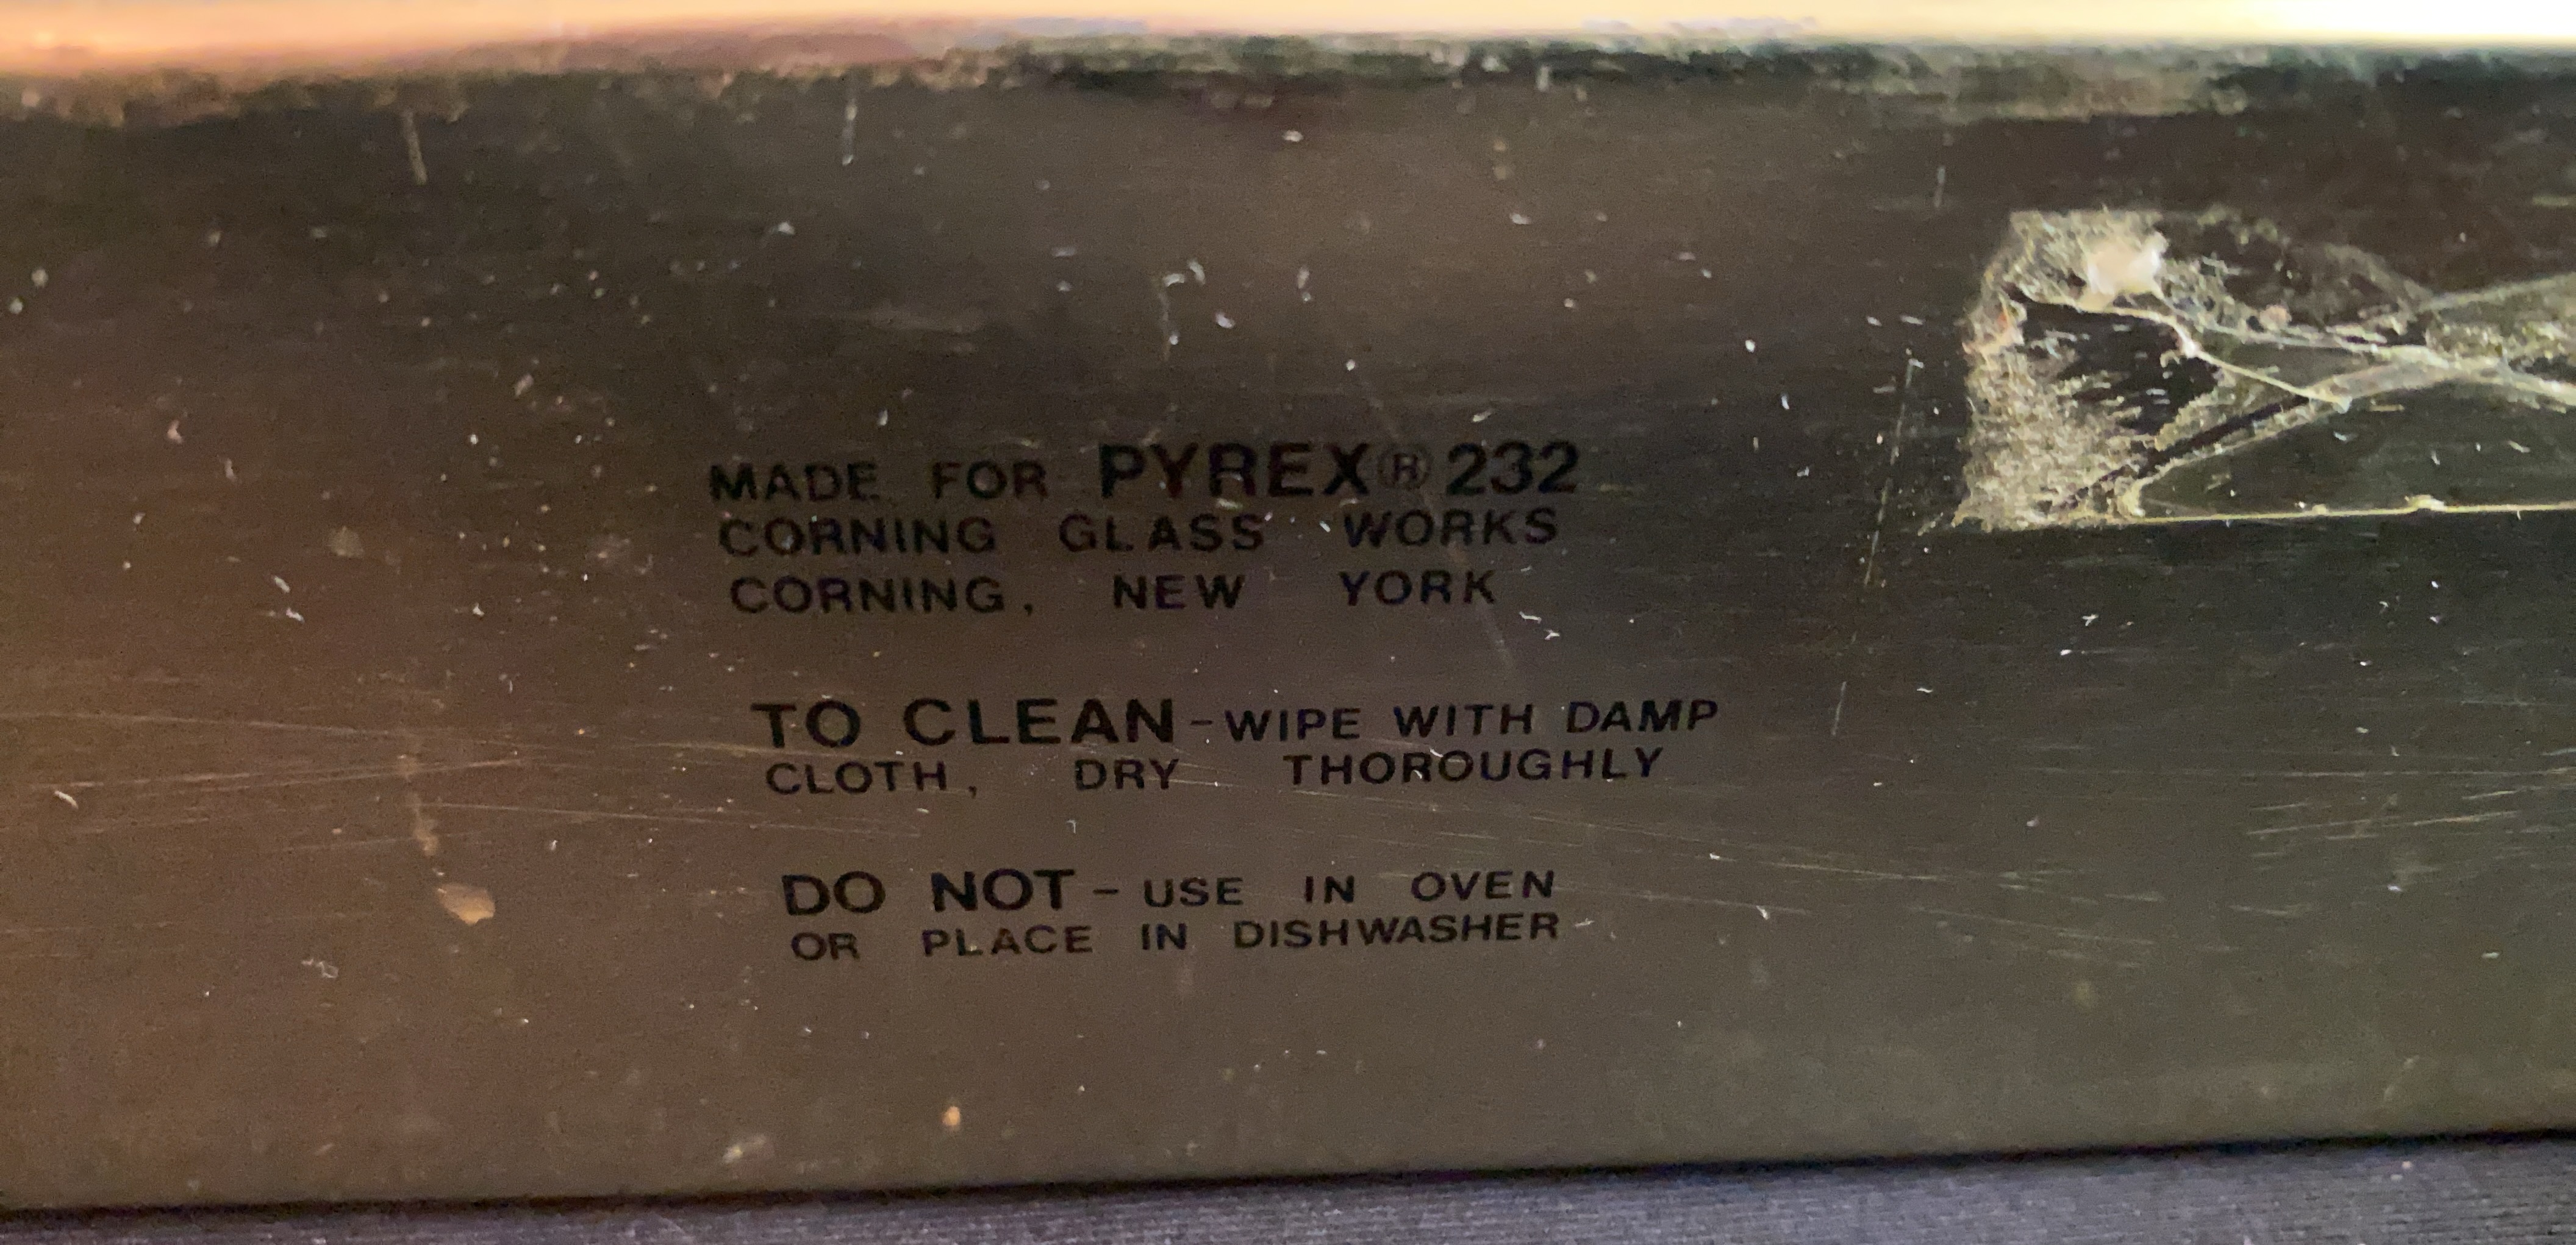 MADE FOR PYREX® 232
CORNING GLASS WORKS
CORNING, NEW YORK
TO CLEAN - WIPE WITH DAMP
CLOTH, DRY THOROUGHLY
DO NOT - USE IN OVEN
OR PLACE IN DISHWASHER